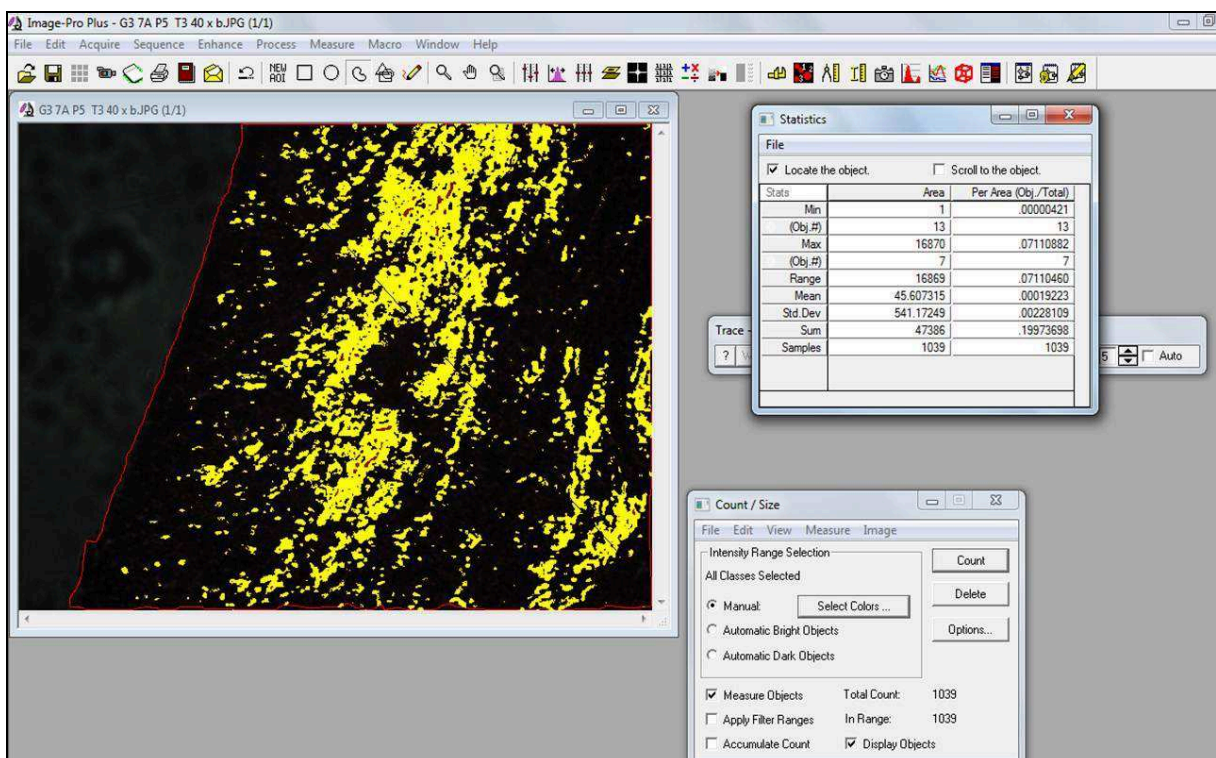 Image-Pro Plus - G3 7A P5 T3 40 x b.JPG (1/1)
File Edit Acquire Sequence Enhance Process Measure Macro Window Help
NEW AOI
G3 7A P5 T3 40 x b.JPG (1/1)
Statistics
File
Locate the object. Scroll to the object.
Stats Area Per Area (Obj./Total)
Min 1 .00000421
(Obj.#) 13 13
Max 16870 .07110882
(Obj.#) 7 7
Range 16869 .07110460
Mean 45.607315 .00019223
Std.Dev 541.17249 .00228109
Sum 47386 .19973698
Samples 1039 1039
Trace -
? 5 Auto
Count / Size
File Edit View Measure Image
Intensity Range Selection
All Classes Selected
Manual: Select Colors ...
Automatic Bright Objects
Automatic Dark Objects
Count
Delete
Options...
Measure Objects Total Count: 1039
Apply Filter Ranges In Range: 1039
Accumulate Count Display Objects